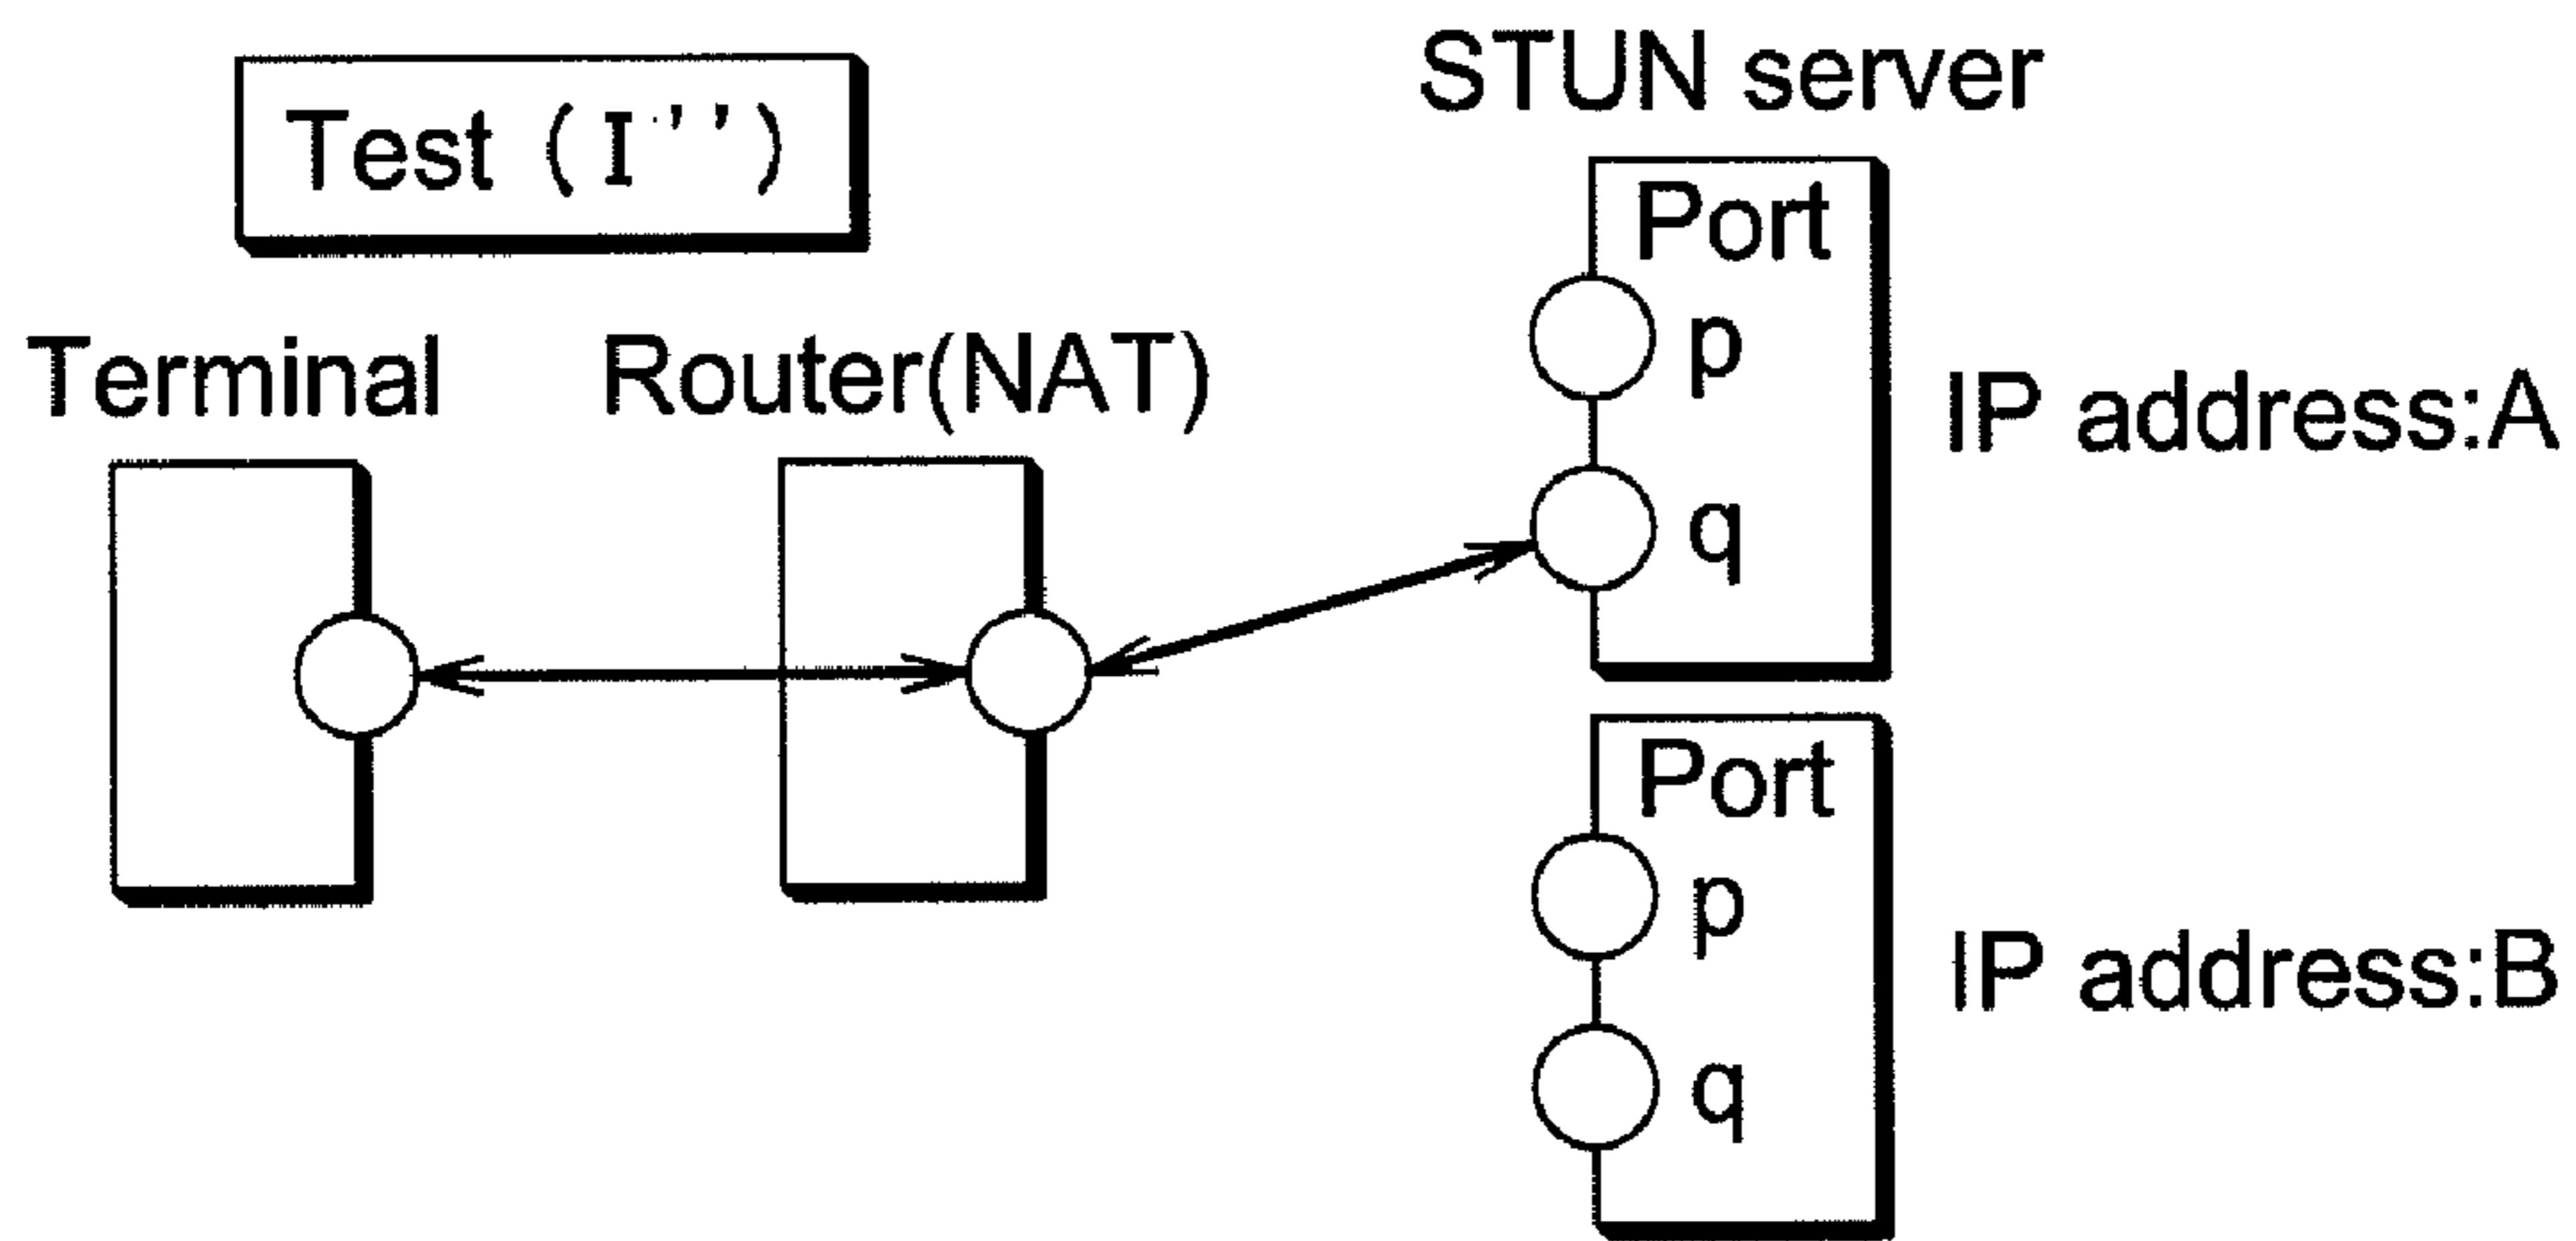 Test (I'')
STUN server
Terminal
Router(NAT)
Port
p
q
IP address:A
Port
p
q
IP address:B